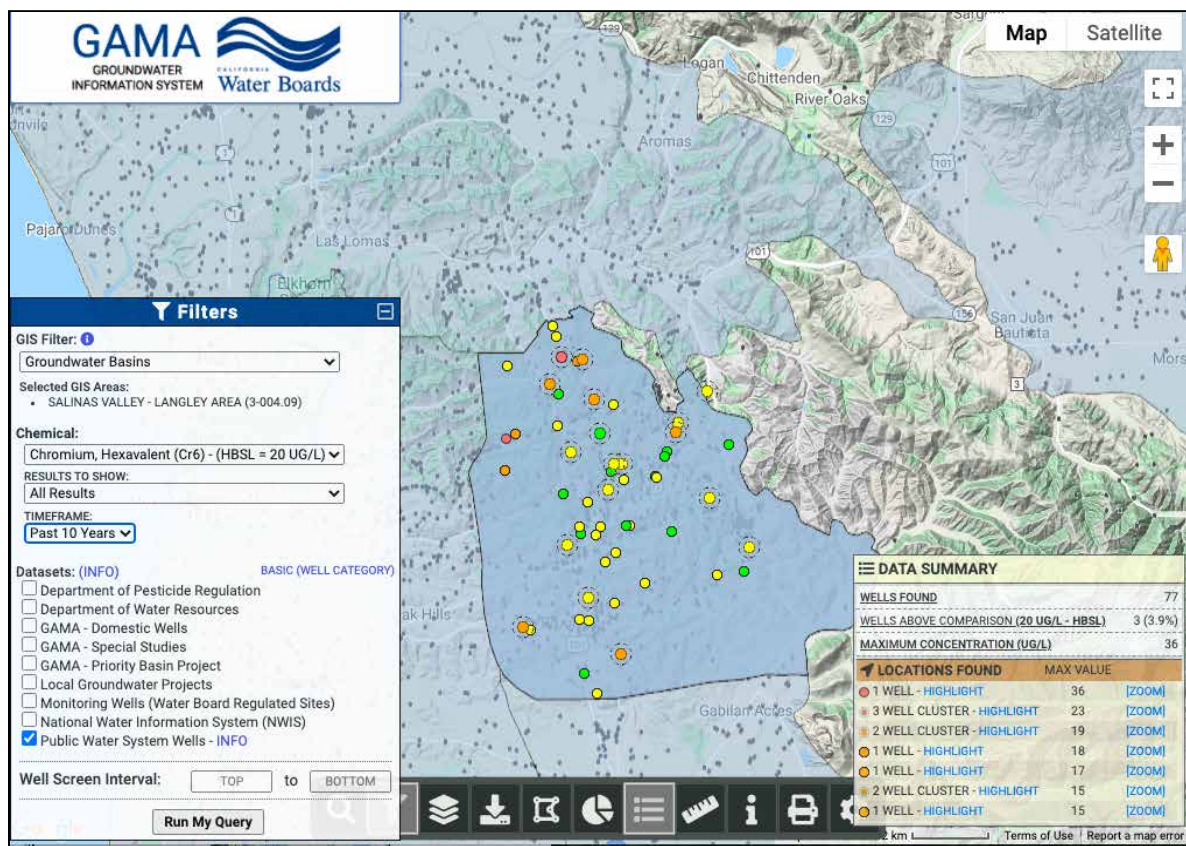 GAMA
GROUNDWATER
INFORMATION SYSTEM
CALIFORNIA
Water Boards
Map
Satellite
129
Logan
Chittenden
River Oaks
129
1
Aromas
101
1
Pajaro Dunes
Las Lomas
101
Elkhorn
156
San Juan
Bautista
3
Filters
GIS Filter:
Groundwater Basins
Selected GIS Areas:
• SALINAS VALLEY - LANGLEY AREA (3-004.09)
Chemical:
Chromium, Hexavalent (Cr6) - (HBSL = 20 UG/L)
RESULTS TO SHOW:
All Results
TIMEFRAME:
Past 10 Years
Datasets: (INFO) BASIC (WELL CATEGORY)
Department of Pesticide Regulation
Department of Water Resources
GAMA - Domestic Wells
GAMA - Special Studies
GAMA - Priority Basin Project
Local Groundwater Projects
Monitoring Wells (Water Board Regulated Sites)
National Water Information System (NWIS)
Public Water System Wells - INFO
Well Screen Interval: TOP to BOTTOM
Run My Query
Gabilan Acres
DATA SUMMARY
WELLS FOUND 77
WELLS ABOVE COMPARISON (20 UG/L - HBSL) 3 (3.9%)
MAXIMUM CONCENTRATION (UG/L) 36
LOCATIONS FOUND MAX VALUE
1 WELL - HIGHLIGHT 36 [ZOOM]
3 WELL CLUSTER - HIGHLIGHT 23 [ZOOM]
2 WELL CLUSTER - HIGHLIGHT 19 [ZOOM]
1 WELL - HIGHLIGHT 18 [ZOOM]
1 WELL - HIGHLIGHT 17 [ZOOM]
2 WELL CLUSTER - HIGHLIGHT 15 [ZOOM]
1 WELL - HIGHLIGHT 15 [ZOOM]
2 km
Terms of Use
Report a map error